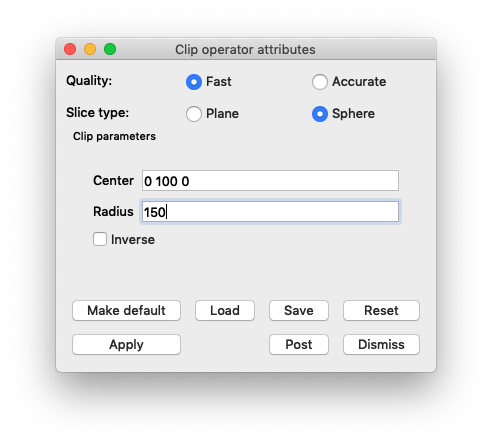 Clip operator attributes
Quality: Fast Accurate
Slice type: Plane Sphere
Clip parameters
Center 0 100 0
Radius 150
Inverse
Make default Load Save Reset
Apply Post Dismiss